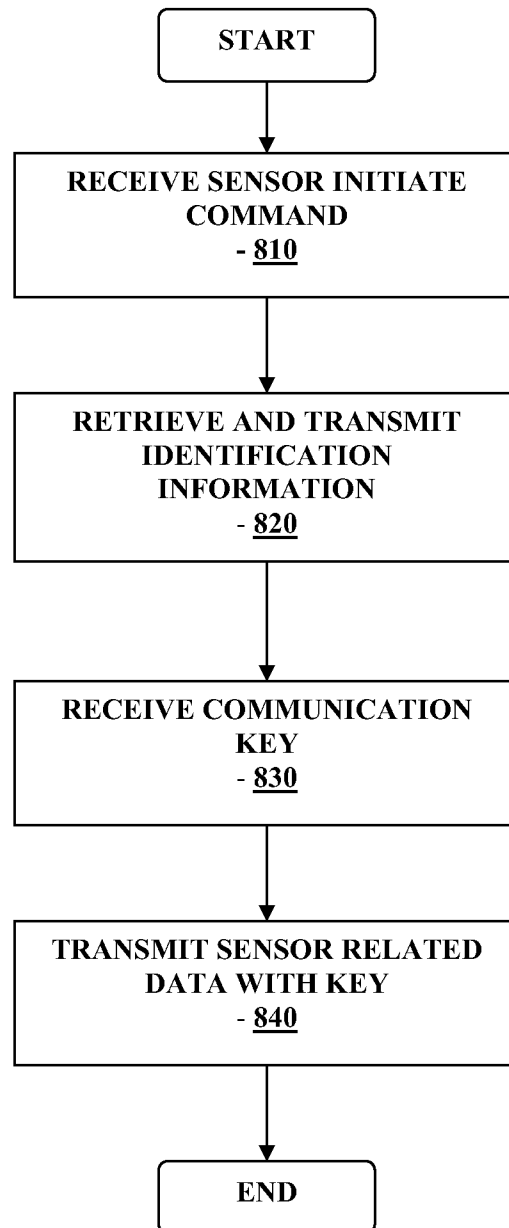 START
RECEIVE SENSOR INITIATE
COMMAND
- 810
RETRIEVE AND TRANSMIT
IDENTIFICATION
INFORMATION
- 820
RECEIVE COMMUNICATION
KEY
- 830
TRANSMIT SENSOR RELATED
DATA WITH KEY
- 840
END